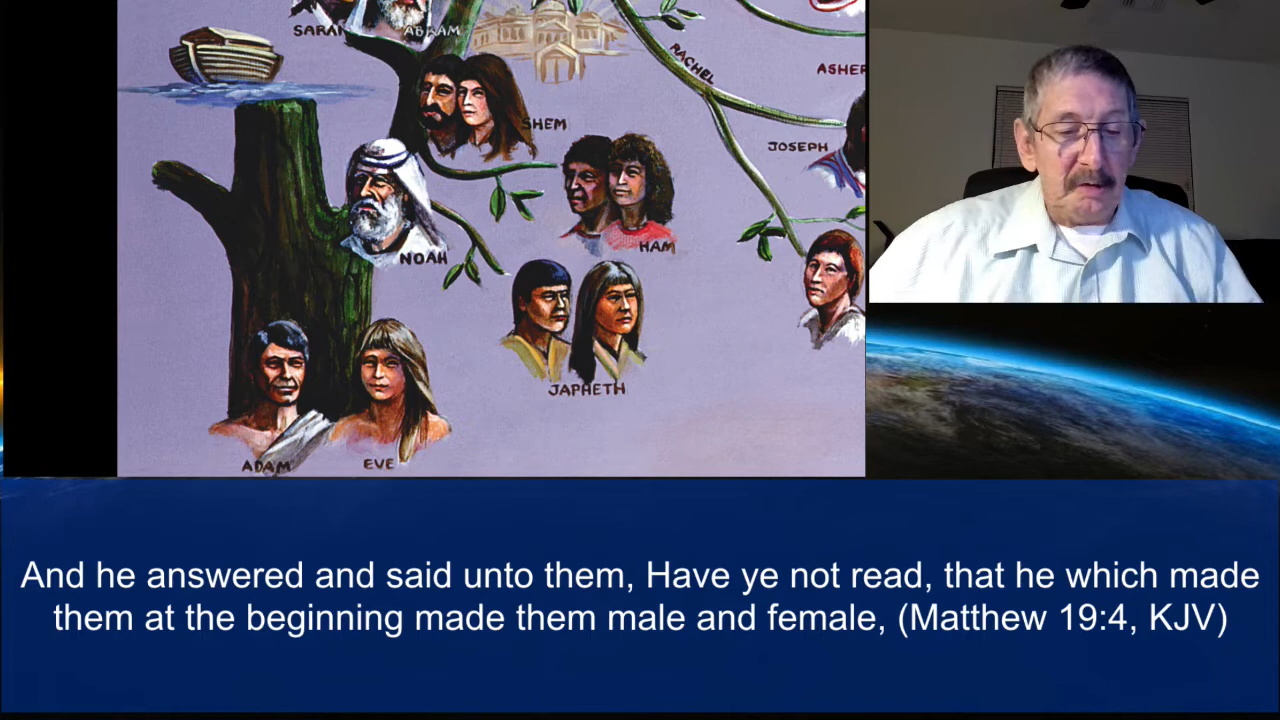 SARAH
ABRAM
RACHEL
ASHER
SHEM
JOSEPH
HAM
NOAH
JAPHETH
ADAM
EVE
And he answered and said unto them, Have ye not read, that he which made
them at the beginning made them male and female, (Matthew 19:4, KJV)